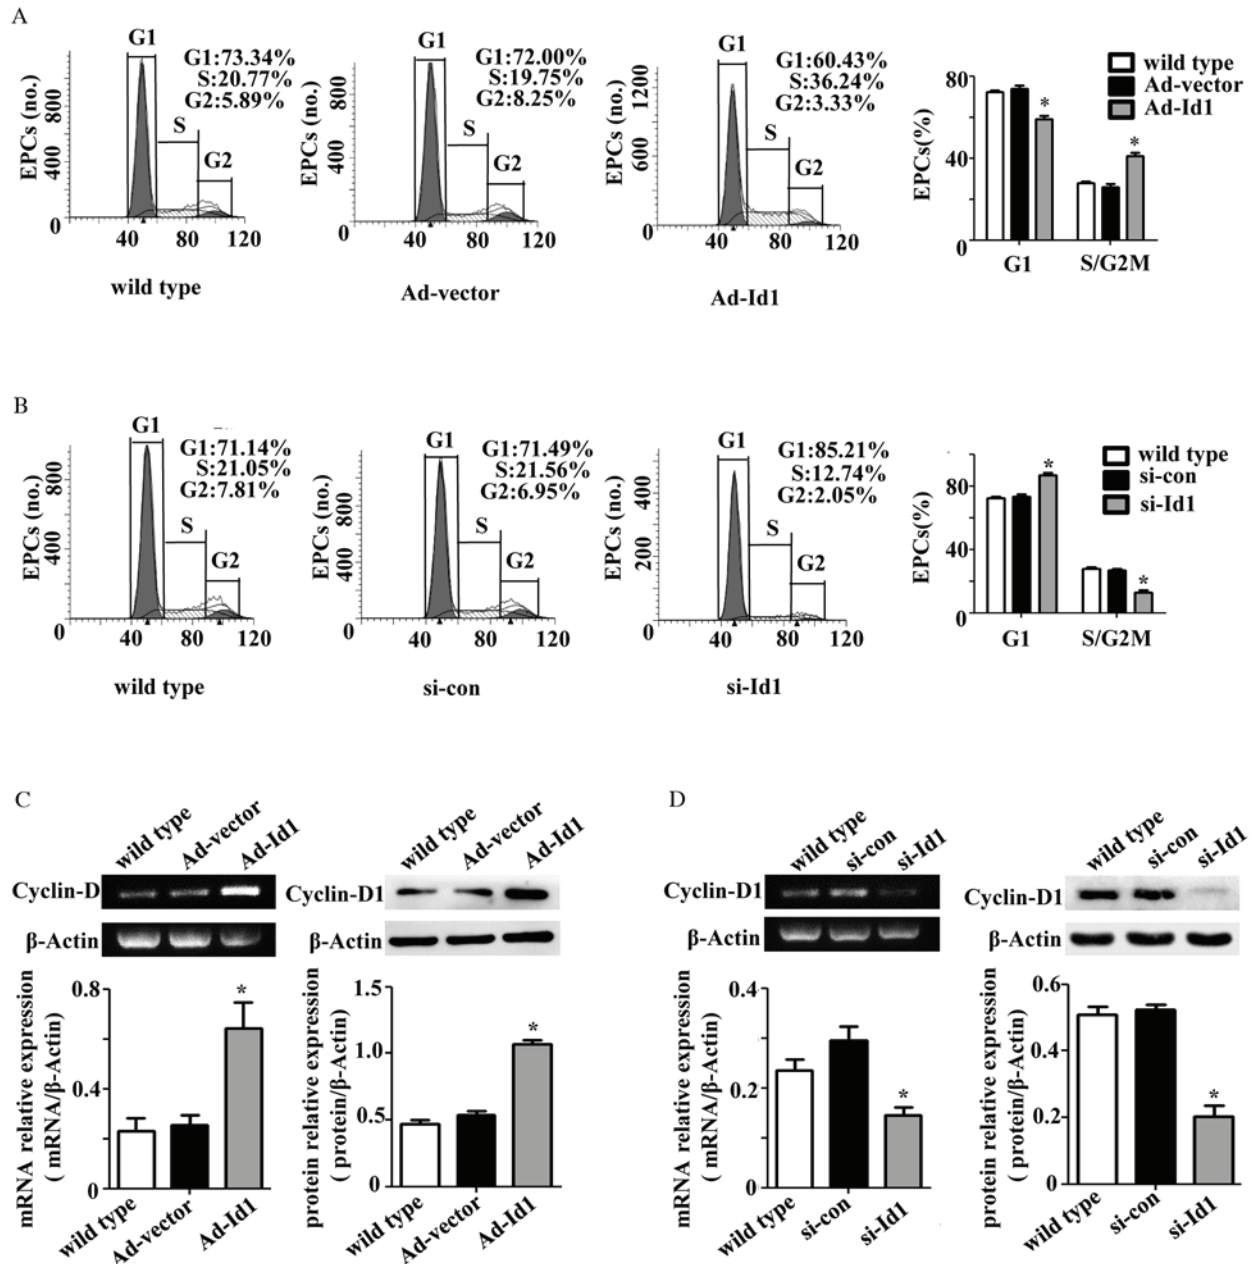 A
G1
G1:73.34%
S:20.77%
G2:5.89%
S
G2
EPCs (no.)
800
400
0
40 80 120
wild type
G1
G1:72.00%
S:19.75%
G2:8.25%
S
G2
EPCs (no.)
800
400
0
40 80 120
Ad-vector
G1
G1:60.43%
S:36.24%
G2:3.33%
S
G2
EPCs (no.)
1200
600
0
40 80 120
Ad-Id1
wild type
Ad-vector
Ad-Id1
EPCs(%)
80
40
0
*
*
G1 S/G2M
B
G1
G1:71.14%
S:21.05%
G2:7.81%
S
G2
EPCs (no.)
800
400
0
40 80 120
wild type
G1
G1:71.49%
S:21.56%
G2:6.95%
S
G2
EPCs (no.)
800
400
0
40 80 120
si-con
G1
G1:85.21%
S:12.74%
G2:2.05%
S
G2
EPCs (no.)
400
200
0
40 80 120
si-Id1
wild type
si-con
si-Id1
EPCs(%)
80
40
0
*
*
G1 S/G2M
C
wild type Ad-vector Ad-Id1
Cyclin-D
β-Actin
mRNA relative expression
( mRNA/β-Actin)
0.8
0.4
0
*
wild type Ad-vector Ad-Id1
wild type Ad-vector Ad-Id1
Cyclin-D1
β-Actin
protein relative expression
( protein/β-Actin)
1.5
1.0
0.5
0
*
wild type Ad-vector Ad-Id1
D
wild type si-con si-Id1
Cyclin-D1
β-Actin
mRNA relative expression
( mRNA/β-Actin)
0.4
0.2
0
*
wild type si-con si-Id1
wild type si-con si-Id1
Cyclin-D1
β-Actin
protein relative expression
( protein/β-Actin)
0.6
0.4
0.2
0
*
wild type si-con si-Id1